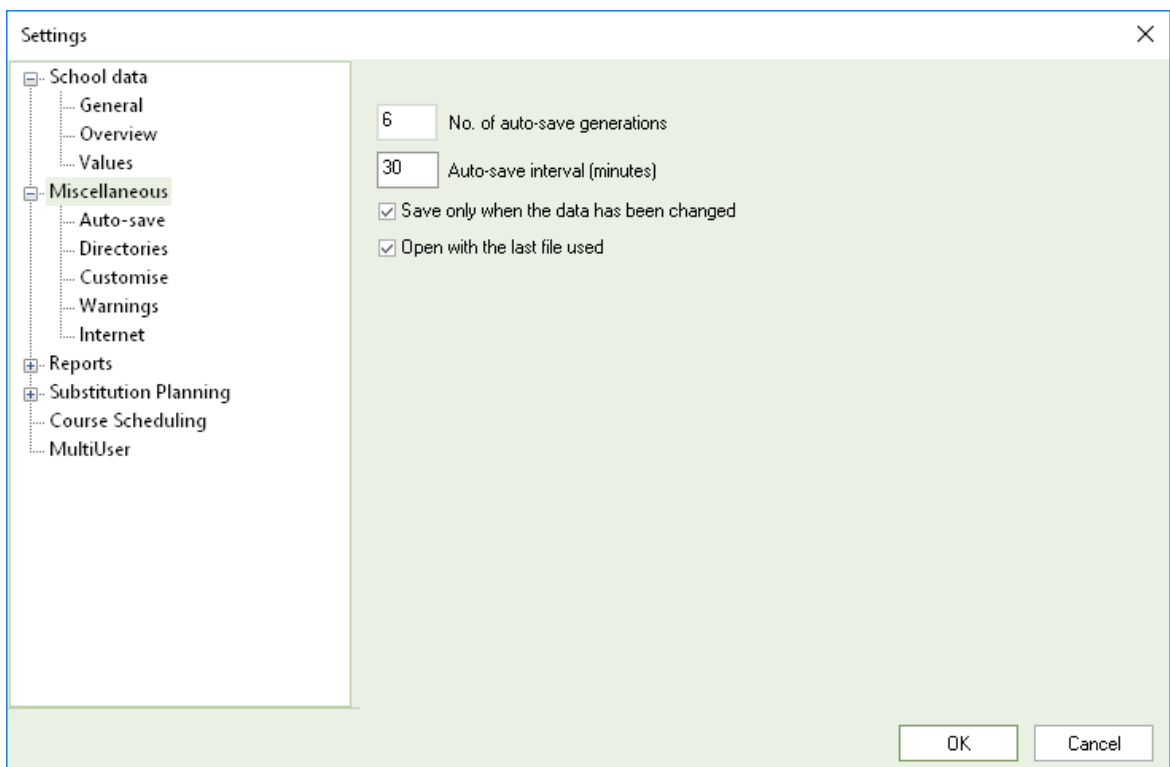 Settings
School data
General
Overview
Values
Miscellaneous
Auto-save
Directories
Customise
Warnings
Internet
Reports
Substitution Planning
Course Scheduling
MultiUser
6 No. of auto-save generations
30 Auto-save interval (minutes)
Save only when the data has been changed
Open with the last file used
OK Cancel